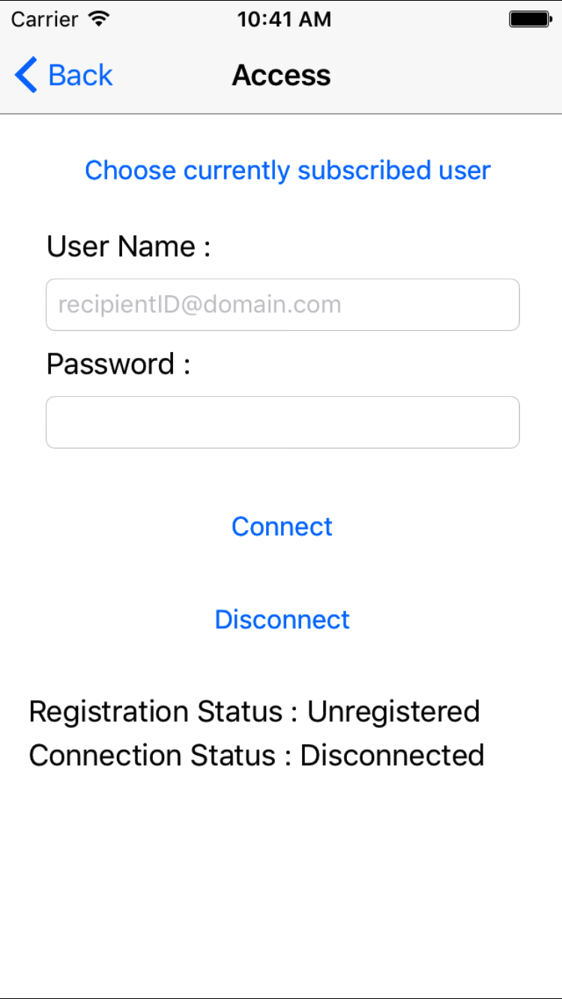 Carrier 10:41 AM
Back Access
Choose currently subscribed user
User Name :
recipientID@domain.com
Password :
Connect
Disconnect
Registration Status : Unregistered
Connection Status : Disconnected